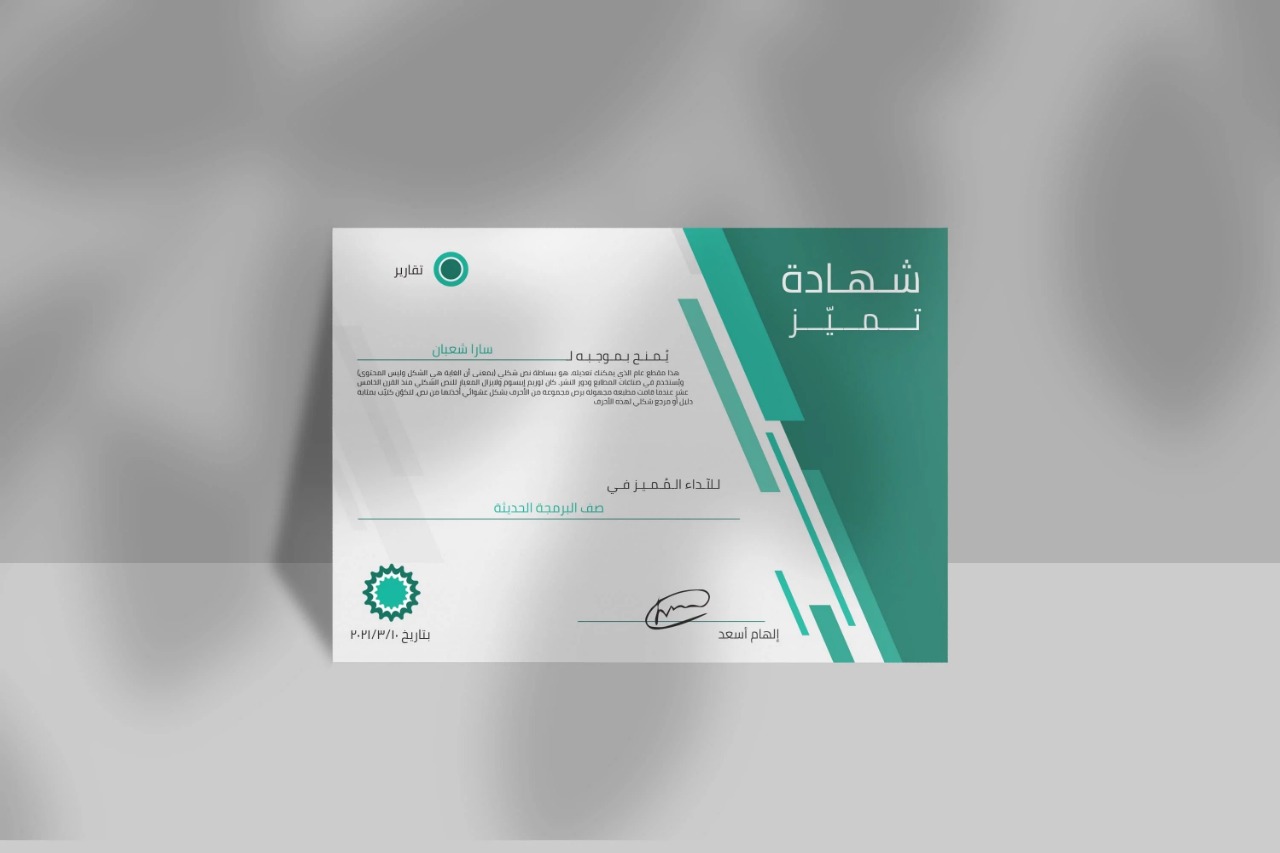 شهادة
تميّز
تقارير
يُمنح بموجبه لـ سارا شعبان
هذا مقطع عام الذي يمكنك تعديله. هو ببساطة نص شكلي (بمعنى أن الغاية هي الشكل وليس المحتوى)
ويُستخدم في صناعات المطابع ودور النشر. كان لوريم إيبسوم ولايزال المعيار للنص الشكلي منذ القرن الخامس
عشر عندما قامت مطبعة مجهولة برص مجموعة من الأحرف بشكل عشوائي أخذتها من نص، لتكوّن كتيّب بمثابة
دليل أو مرجع شكلي لهذه الأحرف
للآداء المُميز في
صف البرمجة الحديثة
إلهام أسعد
بتاريخ ٢٠٢١/٣/١٠